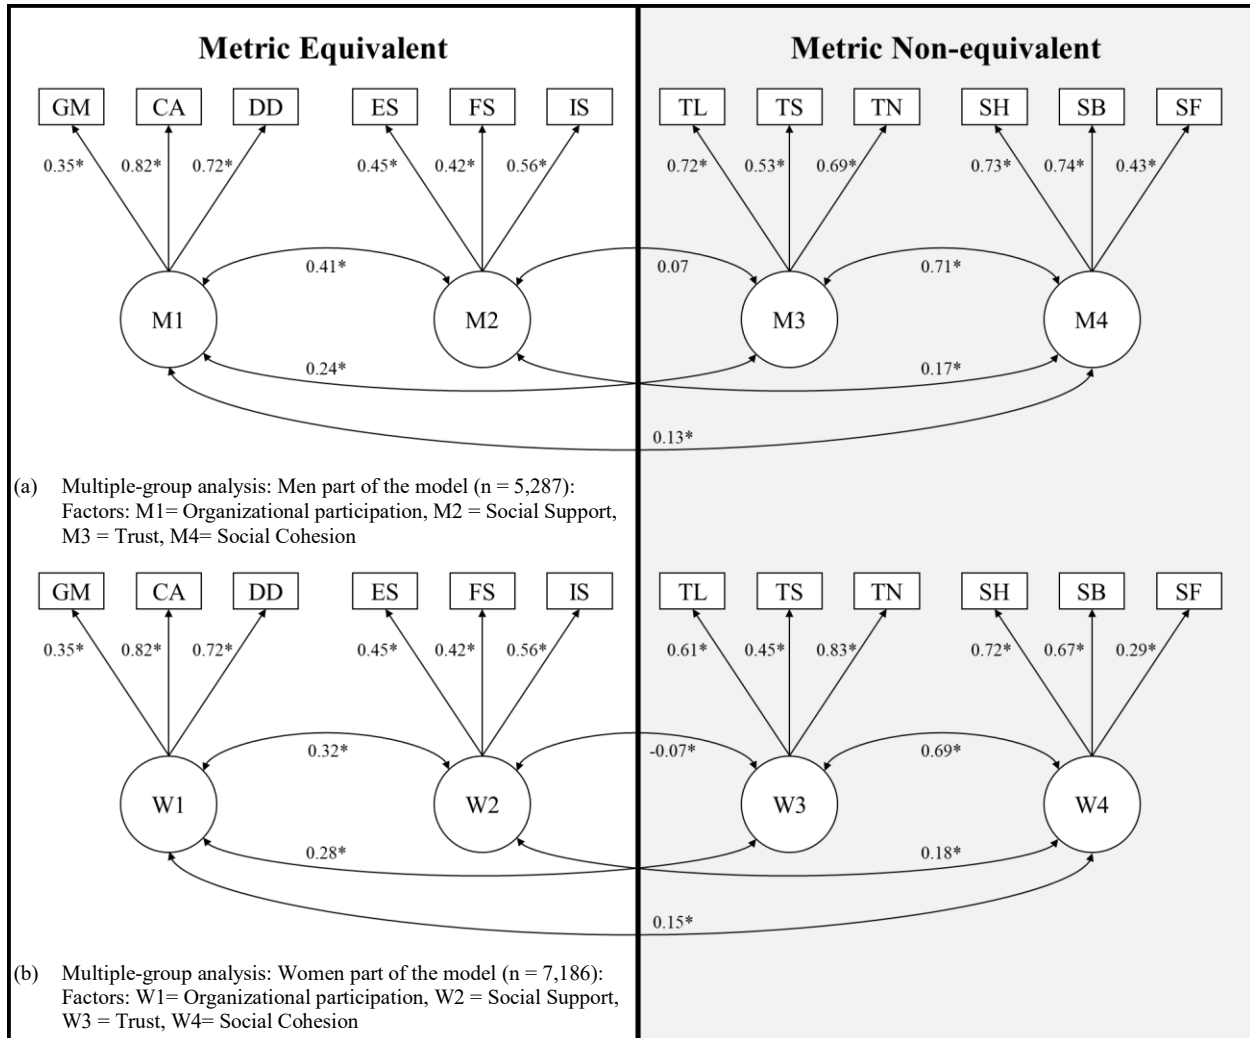 Metric Equivalent Metric Non-equivalent
GM CA DD ES FS IS TL TS TN SH SB SF
0.35* 0.82* 0.72* 0.45* 0.42* 0.56* 0.72* 0.53* 0.69* 0.73* 0.74* 0.43*
0.41* 0.07 0.71*
M1 M2 M3 M4
0.24* 0.17*
0.13*
(a) Multiple-group analysis: Men part of the model (n = 5,287):
Factors: M1= Organizational participation, M2 = Social Support,
M3 = Trust, M4= Social Cohesion
GM CA DD ES FS IS TL TS TN SH SB SF
0.35* 0.82* 0.72* 0.45* 0.42* 0.56* 0.61* 0.45* 0.83* 0.72* 0.67* 0.29*
0.32* -0.07* 0.69*
W1 W2 W3 W4
0.28* 0.18*
0.15*
(b) Multiple-group analysis: Women part of the model (n = 7,186):
Factors: W1= Organizational participation, W2 = Social Support,
W3 = Trust, W4= Social Cohesion